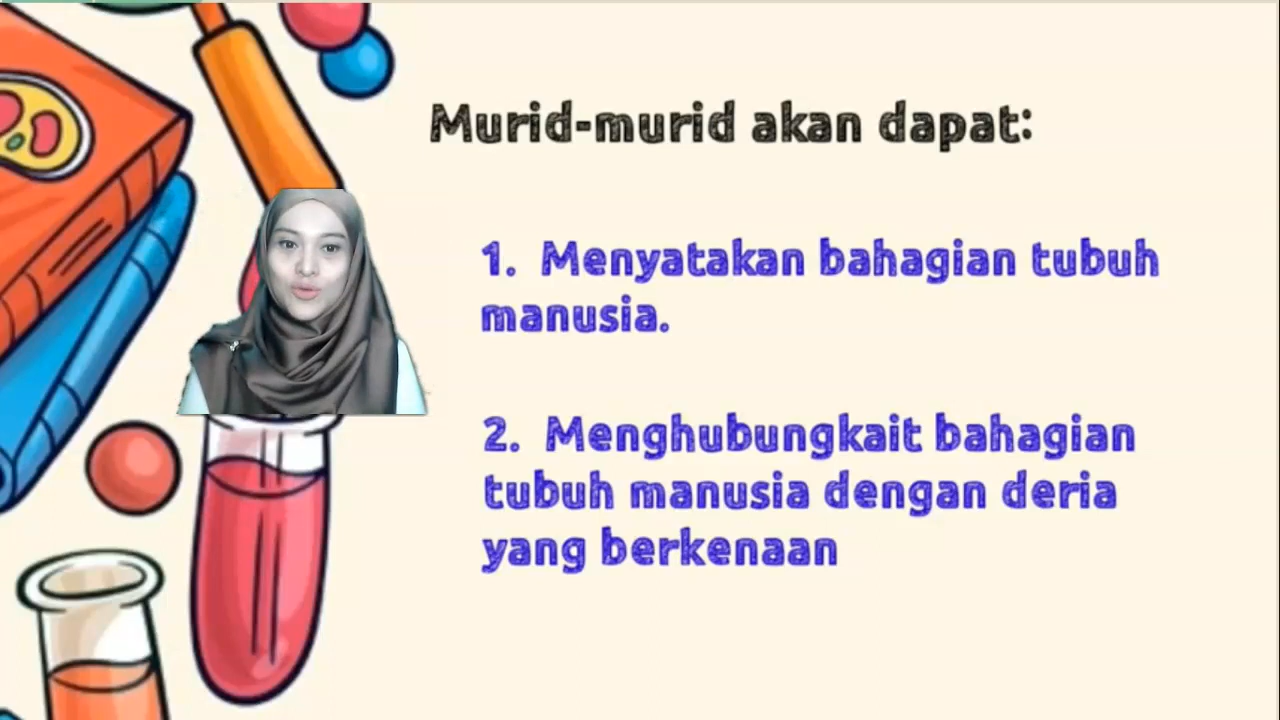 Murid-murid akan dapat:
1. Menyatakan bahagian tubuh
manusia.
2. Menghubungkait bahagian
tubuh manusia dengan deria
yang berkenaan